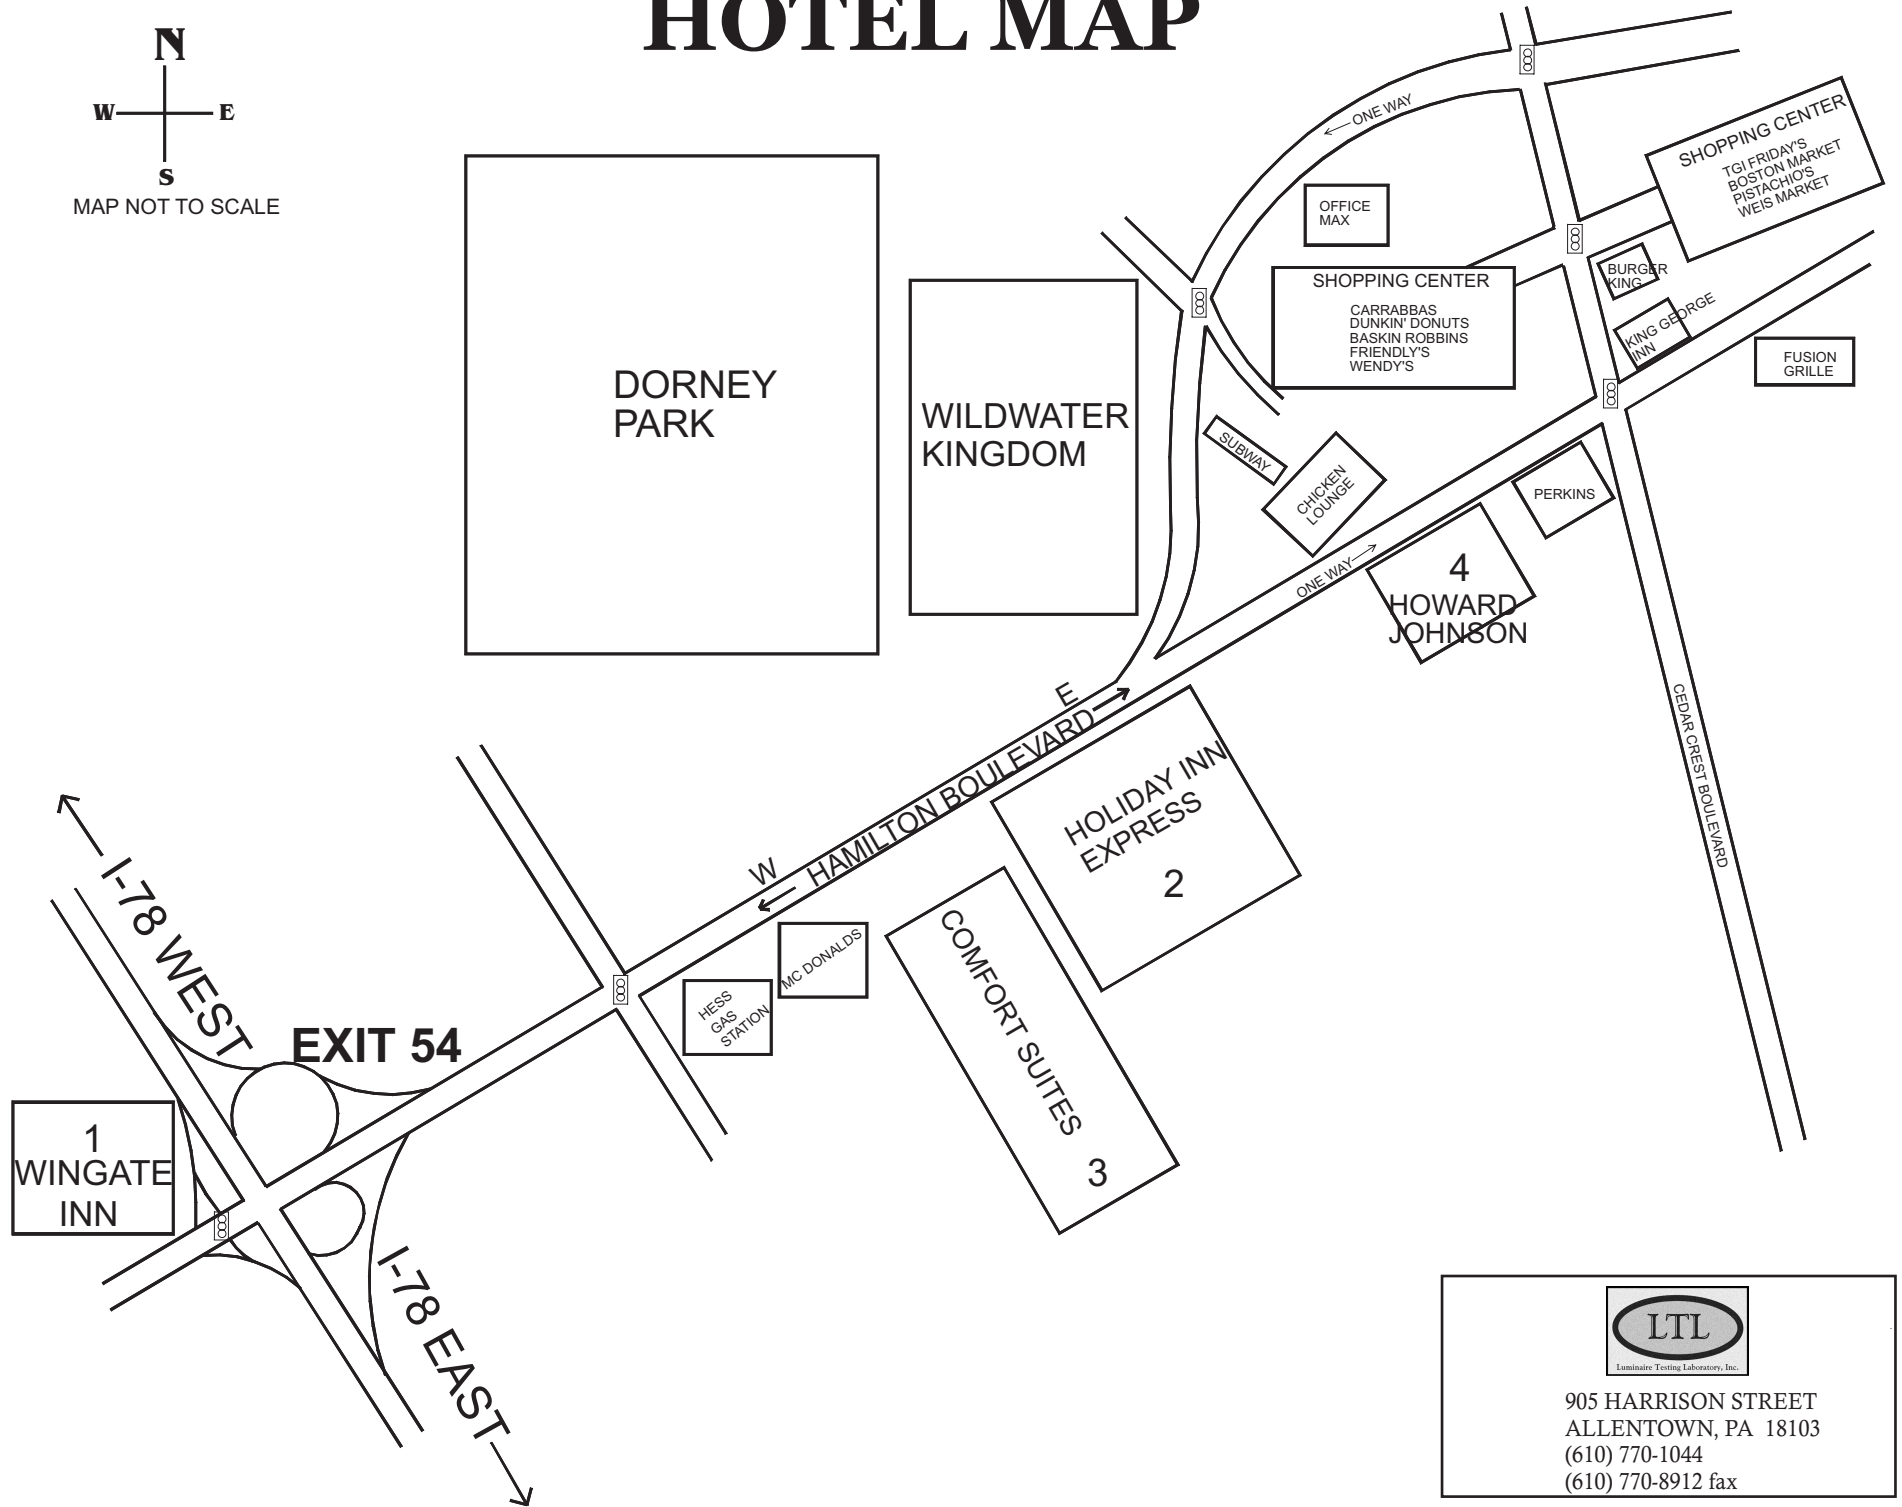 HOTEL MAP
N
W E
S
MAP NOT TO SCALE
ONE WAY
SHOPPING CENTER
TGI FRIDAY'S
BOSTON MARKET
PISTACHIO'S
WEIS MARKET
OFFICE
MAX
SHOPPING CENTER
CARRABBAS
DUNKIN' DONUTS
BASKIN ROBBINS
FRIENDLY'S
WENDY'S
BURGER
KING
KING GEORGE
INN
FUSION
GRILLE
DORNEY
PARK
WILDWATER
KINGDOM
SUBWAY
CHICKEN
LOUNGE
PERKINS
ONE WAY
4
HOWARD
JOHNSON
CEDAR CREST BOULEVARD
E
HAMILTON BOULEVARD
W
HOLIDAY INN
EXPRESS
2
MC DONALDS
HESS
GAS
STATION
COMFORT SUITES
3
I-78 WEST
EXIT 54
1
WINGATE
INN
I-78 EAST
LTL
Luminaire Testing Laboratory, Inc.
905 HARRISON STREET
ALLENTOWN, PA 18103
(610) 770-1044
(610) 770-8912 fax